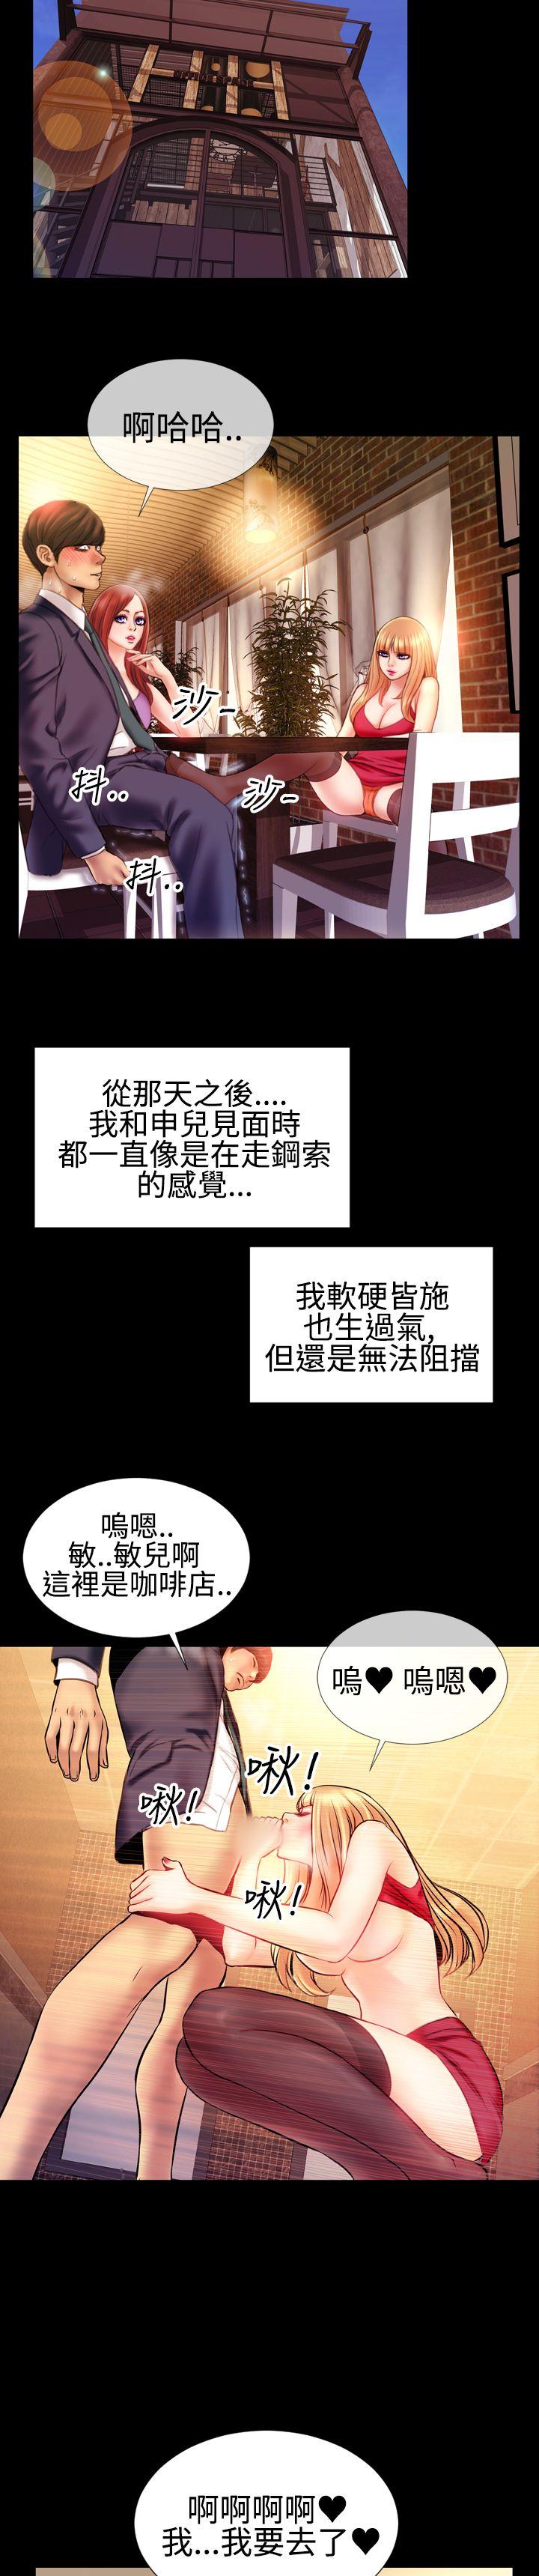 啊哈哈..
沙-
抖..
沙-
抖..
從那天之後....
我和申兒見面時
都一直像是在走鋼索
的感覺...
我軟硬皆施
也生過氣,
但還是無法阻擋
嗚嗯..
敏..敏兒啊
這裡是咖啡店..
嗚♥ 嗚嗯♥
啾!
啾!
啾!
啊啊啊啊♥
我...我要去了♥